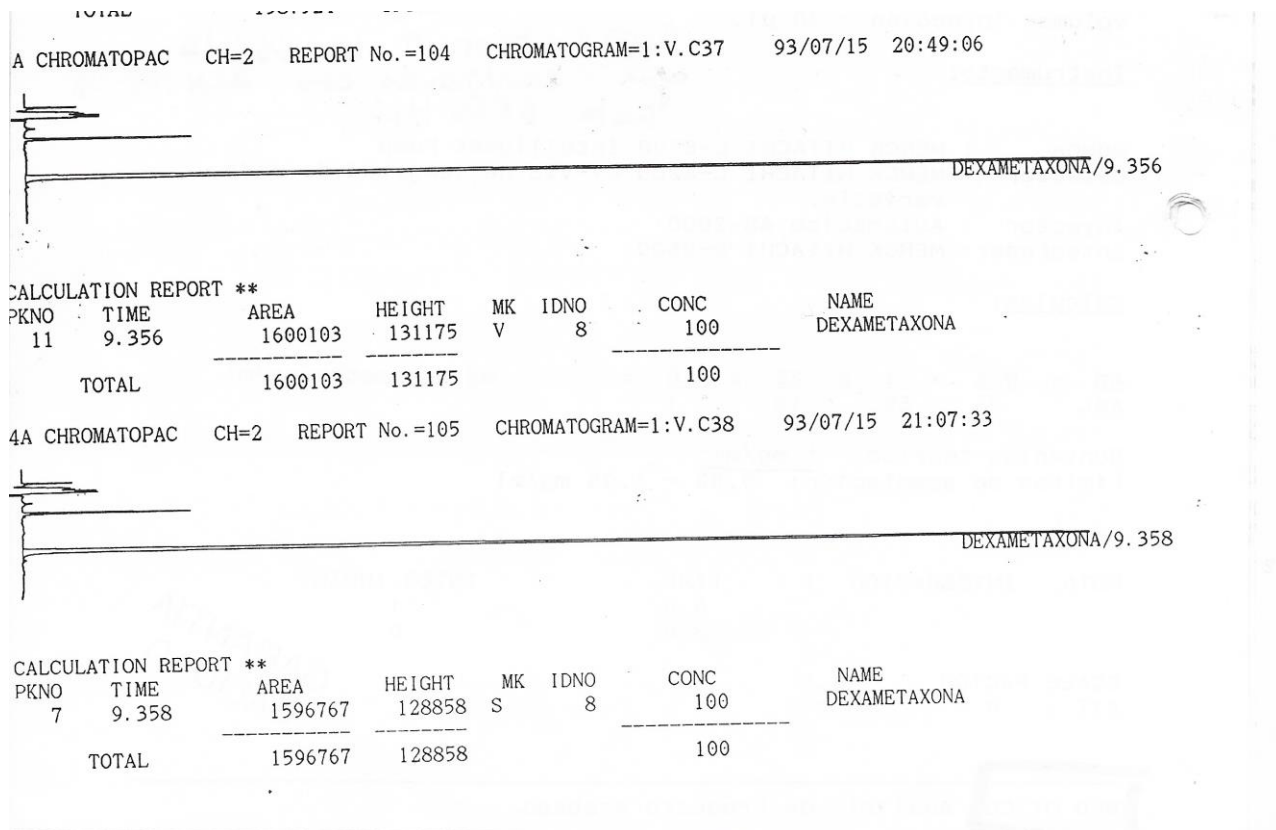 TOTAL
A CHROMATOPAC CH=2 REPORT No.=104 CHROMATOGRAM=1:V.C37 93/07/15 20:49:06
DEXAMETAXONA/9.356
CALCULATION REPORT **
PKNO TIME AREA HEIGHT MK IDNO CONC NAME
11 9.356 1600103 131175 V 8 100 DEXAMETAXONA
TOTAL 1600103 131175 100
4A CHROMATOPAC CH=2 REPORT No.=105 CHROMATOGRAM=1:V.C38 93/07/15 21:07:33
DEXAMETAXONA/9.358
CALCULATION REPORT **
PKNO TIME AREA HEIGHT MK IDNO CONC NAME
7 9.358 1596767 128858 S 8 100 DEXAMETAXONA
TOTAL 1596767 128858 100